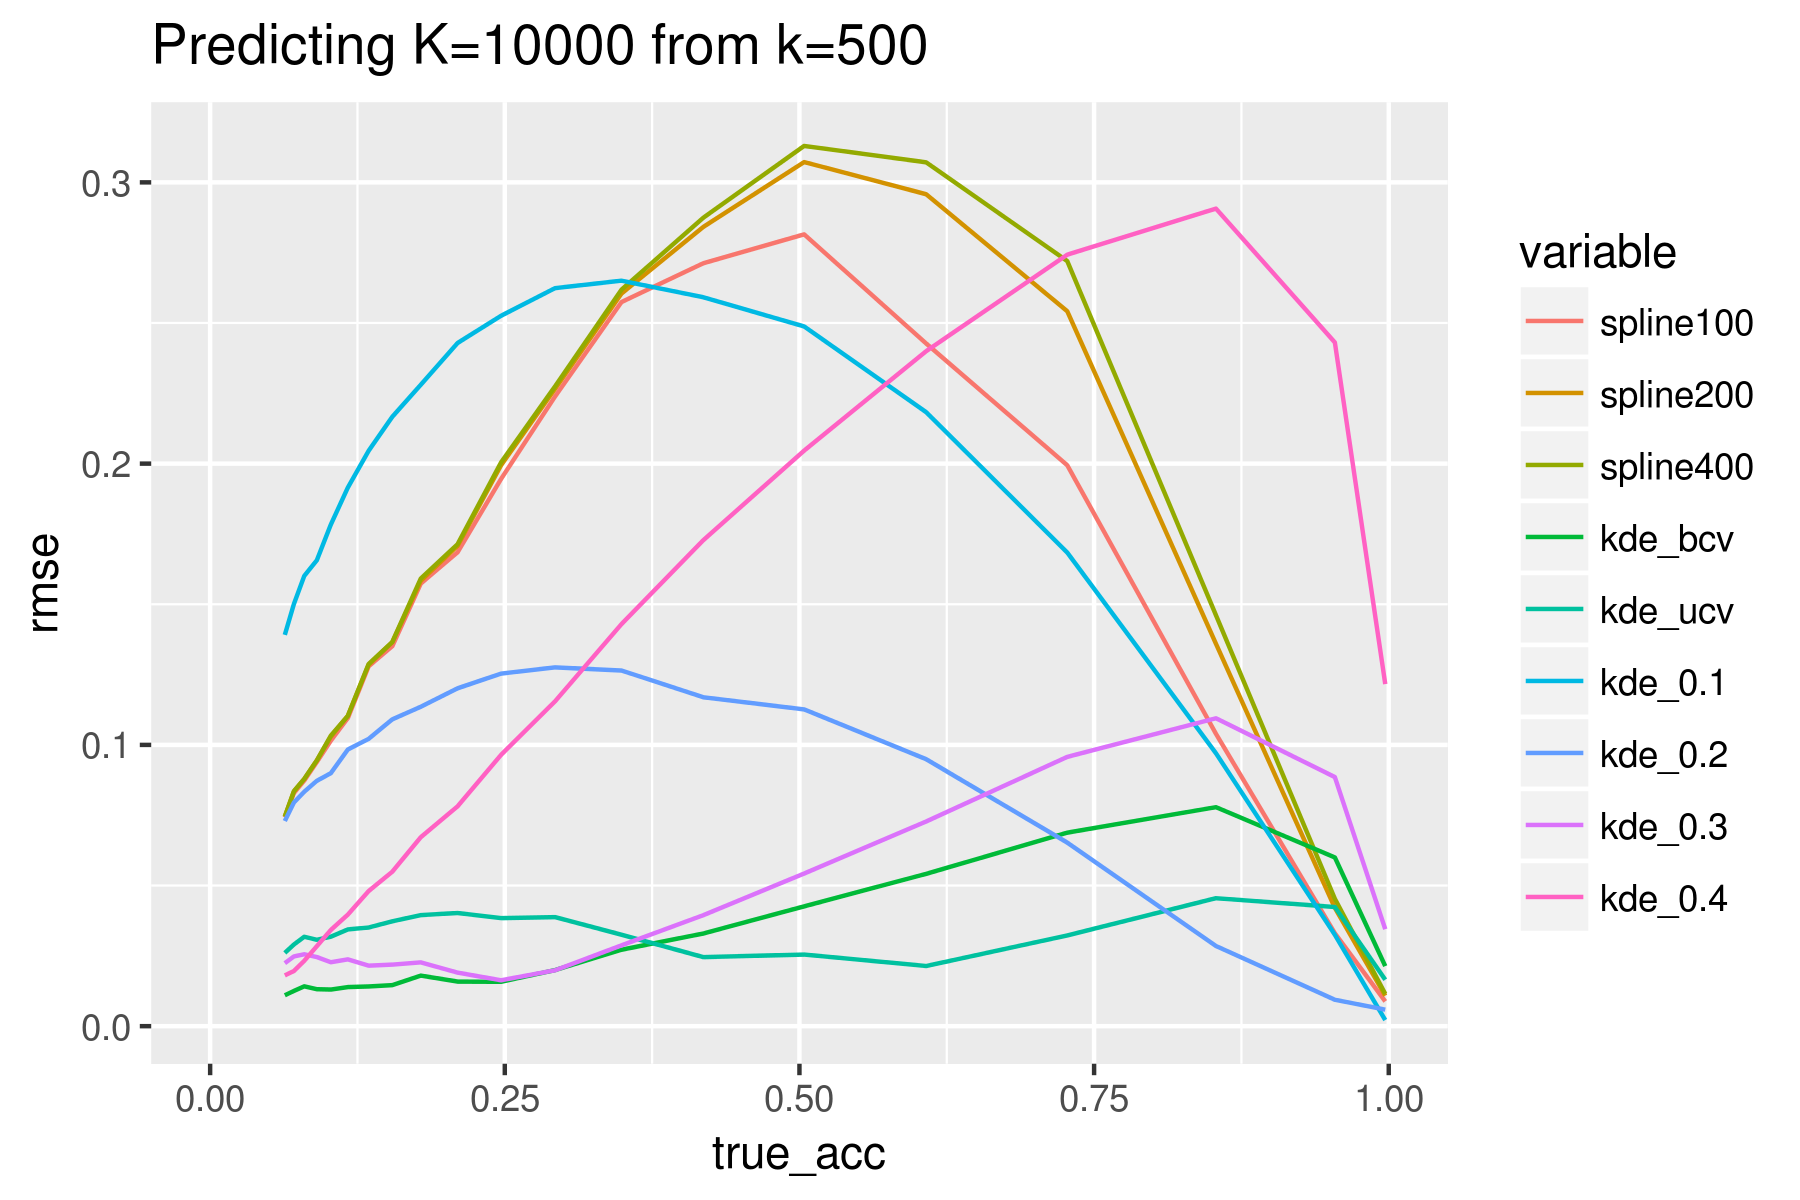 Predicting K=10000 from k=500
0.3
0.2
0.1
0.0
rmse
0.00 0.25 0.50 0.75 1.00
true_acc
variable
spline100
spline200
spline400
kde_bcv
kde_ucv
kde_0.1
kde_0.2
kde_0.3
kde_0.4